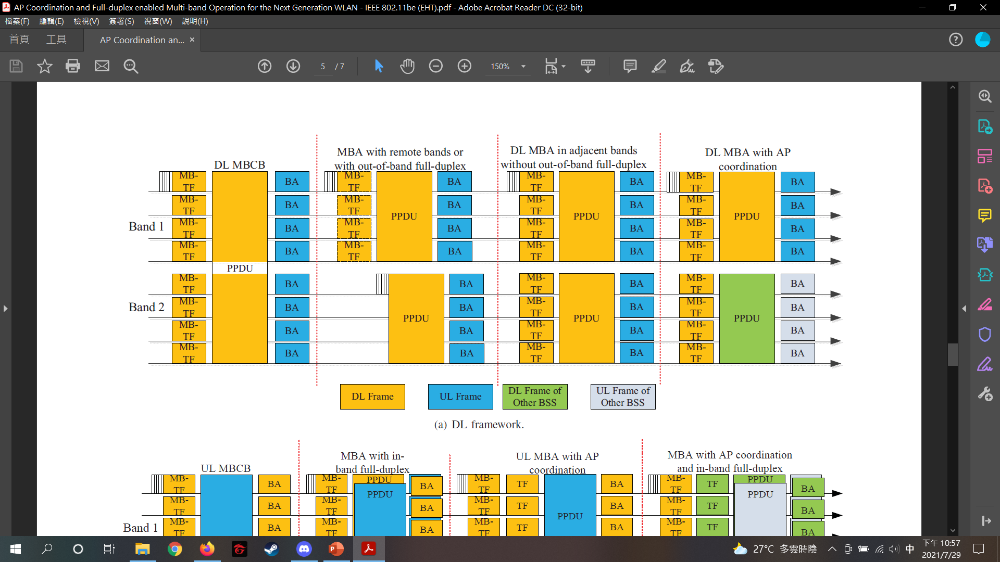 AP Coordination and Full-duplex enabled Multi-band Operation for the Next Generation WLAN - IEEE 802.11be (EHT).pdf - Adobe Acrobat Reader DC (32-bit)
檔案(F) 編輯(E) 檢視(V) 簽署(S) 視窗(W) 說明(H)
首頁 工具 AP Coordination an... ×
5 / 7 150%
DL MBCB
MBA with remote bands or
with out-of-band full-duplex
DL MBA in adjacent bands
without out-of-band full-duplex
DL MBA with AP
coordination
MB-TF BA MB-TF BA MB-TF BA MB-TF BA
MB-TF BA MB-TF BA MB-TF BA MB-TF BA
PPDU PPDU PPDU
Band 1
MB-TF BA MB-TF BA MB-TF BA MB-TF BA
MB-TF BA MB-TF BA MB-TF BA MB-TF BA
PPDU
MB-TF BA BA MB-TF BA MB-TF BA
Band 2
MB-TF BA BA MB-TF BA MB-TF BA
PPDU PPDU PPDU
MB-TF BA BA MB-TF BA MB-TF BA
MB-TF BA BA MB-TF BA MB-TF BA
DL Frame
UL Frame
DL Frame of
Other BSS
UL Frame of
Other BSS
(a) DL framework.
UL MBCB
MBA with in-
band full-duplex
UL MBA with AP
coordination
MBA with AP coordination
and in-band full-duplex
MB-TF BA MB-TF PPDU BA MB-TF TF BA MB-TF TF PPDU BA
PPDU PPDU
MB-TF BA MB-TF BA MB-TF TF BA MB-TF TF BA
PPDU
Band 1
MB-TF BA MB-TF BA MB-TF TF BA MB-TF TF BA
27°C 多雲時陰 中 下午 10:57
2021/7/29